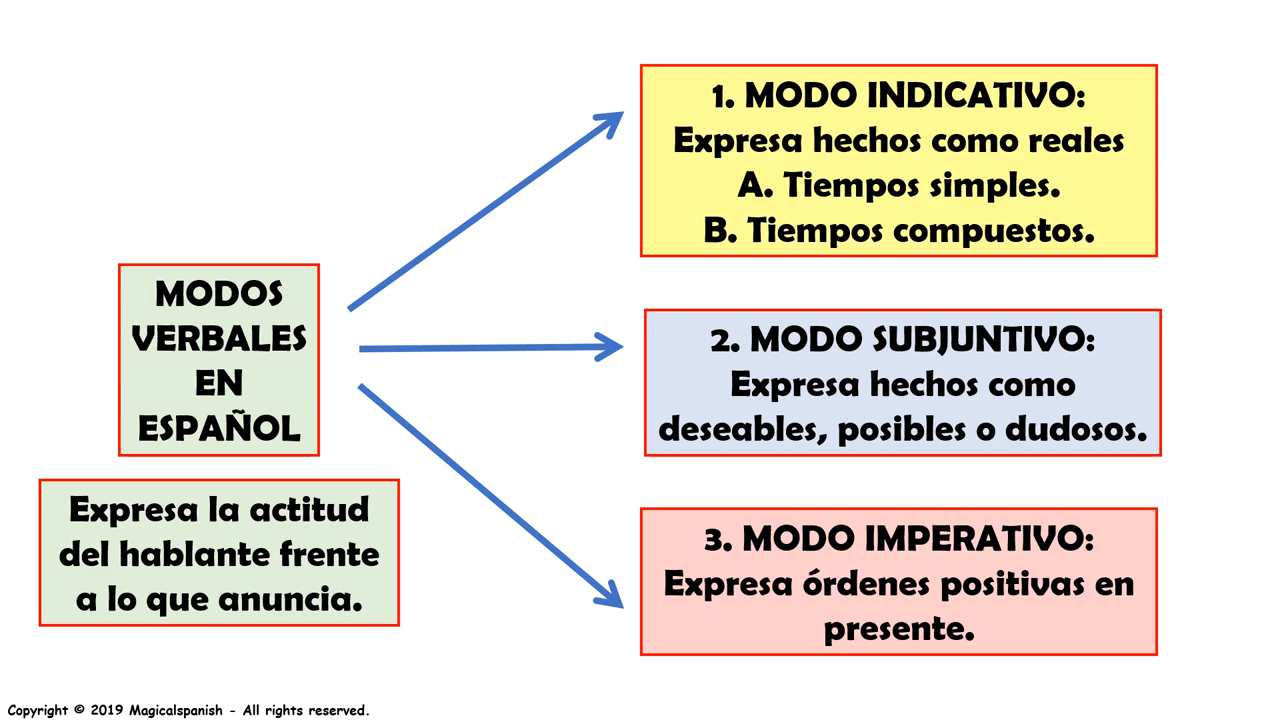 MODOS
VERBALES
EN
ESPAÑOL
Expresa la actitud
del hablante frente
a lo que anuncia.
1. MODO INDICATIVO:
Expresa hechos como reales
A. Tiempos simples.
B. Tiempos compuestos.
2. MODO SUBJUNTIVO:
Expresa hechos como
deseables, posibles o dudosos.
3. MODO IMPERATIVO:
Expresa órdenes positivas en
presente.
Copyright © 2019 Magicalspanish - All rights reserved.